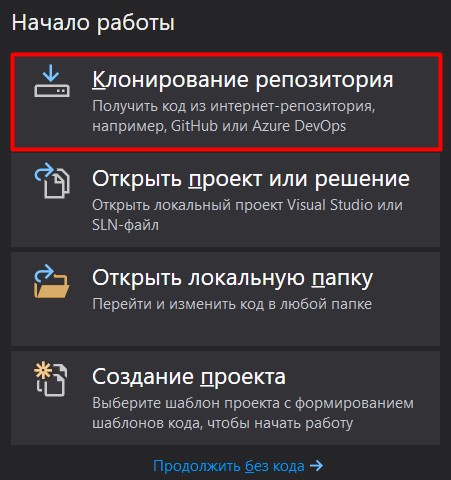 Начало работы
Клонирование репозитория
Получить код из интернет-репозитория,
например, GitHub или Azure DevOps
Открыть проект или решение
Открыть локальный проект Visual Studio или
SLN-файл
Открыть локальную папку
Перейти и изменить код в любой папке
Создание проекта
Выберите шаблон проекта с формированием
шаблонов кода, чтобы начать работу
Продолжить без кода →